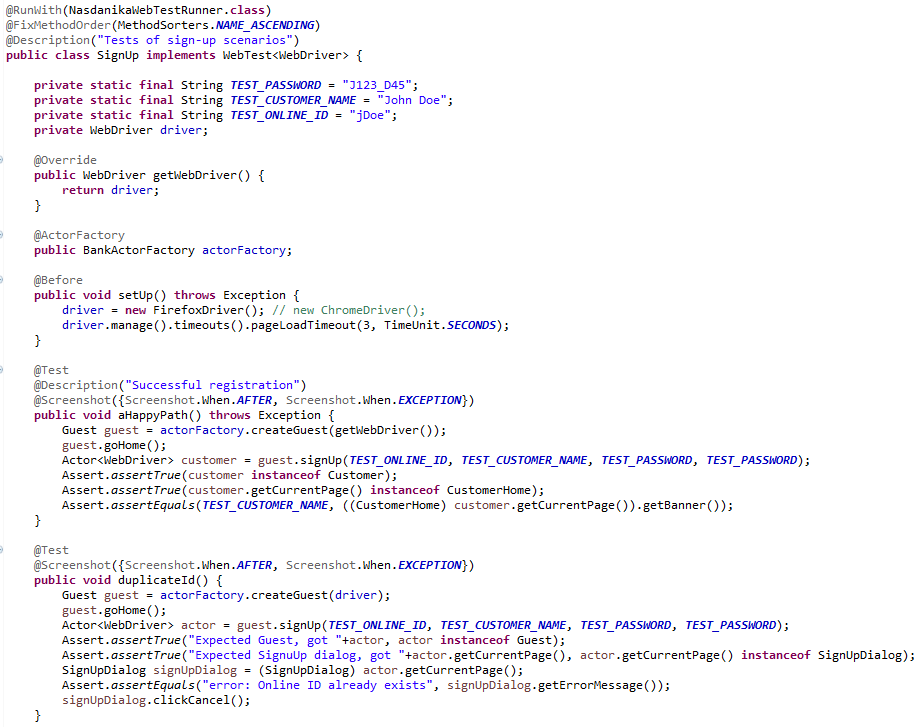 @RunWith(NasdanikaWebTestRunner.class)
@FixMethodOrder(MethodSorters.NAME_ASCENDING)
@Description("Tests of sign-up scenarios")
public class SignUp implements WebTest<WebDriver> {
private static final String TEST_PASSWORD = "J123_D45";
private static final String TEST_CUSTOMER_NAME = "John Doe";
private static final String TEST_ONLINE_ID = "jDoe";
private WebDriver driver;
@Override
public WebDriver getWebDriver() {
return driver;
}
@ActorFactory
public BankActorFactory actorFactory;
@Before
public void setUp() throws Exception {
driver = new FirefoxDriver(); // new ChromeDriver();
driver.manage().timeouts().pageLoadTimeout(3, TimeUnit.SECONDS);
}
@Test
@Description("Successful registration")
@Screenshot({Screenshot.When.AFTER, Screenshot.When.EXCEPTION})
public void aHappyPath() throws Exception {
Guest guest = actorFactory.createGuest(getWebDriver());
guest.goHome();
Actor<WebDriver> customer = guest.signUp(TEST_ONLINE_ID, TEST_CUSTOMER_NAME, TEST_PASSWORD, TEST_PASSWORD);
Assert.assertTrue(customer instanceof Customer);
Assert.assertTrue(customer.getCurrentPage() instanceof CustomerHome);
Assert.assertEquals(TEST_CUSTOMER_NAME, ((CustomerHome) customer.getCurrentPage()).getBanner());
}
@Test
@Screenshot({Screenshot.When.AFTER, Screenshot.When.EXCEPTION})
public void duplicateId() {
Guest guest = actorFactory.createGuest(driver);
guest.goHome();
Actor<WebDriver> actor = guest.signUp(TEST_ONLINE_ID, TEST_CUSTOMER_NAME, TEST_PASSWORD, TEST_PASSWORD);
Assert.assertTrue("Expected Guest, got "+actor, actor instanceof Guest);
Assert.assertTrue("Expected SignuUp dialog, got "+actor.getCurrentPage(), actor.getCurrentPage() instanceof SignUpDialog);
SignUpDialog signUpDialog = (SignUpDialog) actor.getCurrentPage();
Assert.assertEquals("error: Online ID already exists", signUpDialog.getErrorMessage());
signUpDialog.clickCancel();
}